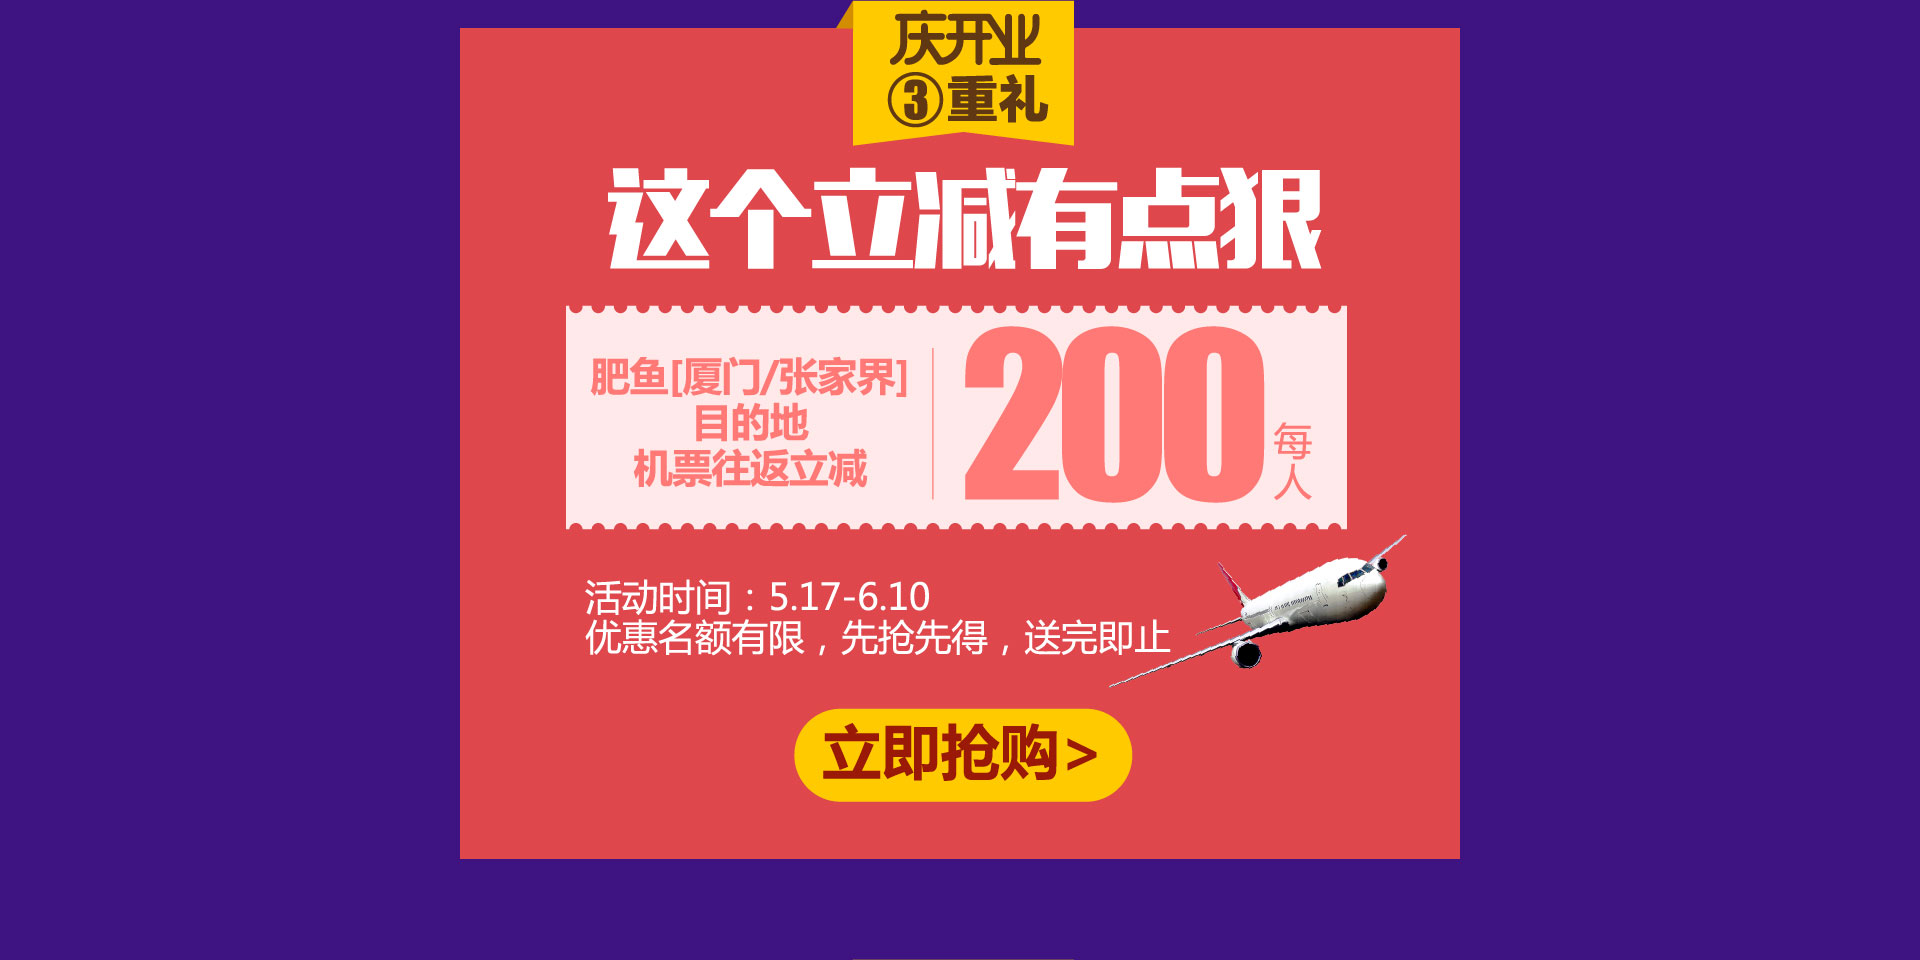 庆开业
③重礼
这个立减有点狠
肥鱼[厦门/张家界]
目的地
机票往返立减
200
每人
活动时间：5.17-6.10
优惠名额有限，先抢先得，送完即止
立即抢购>